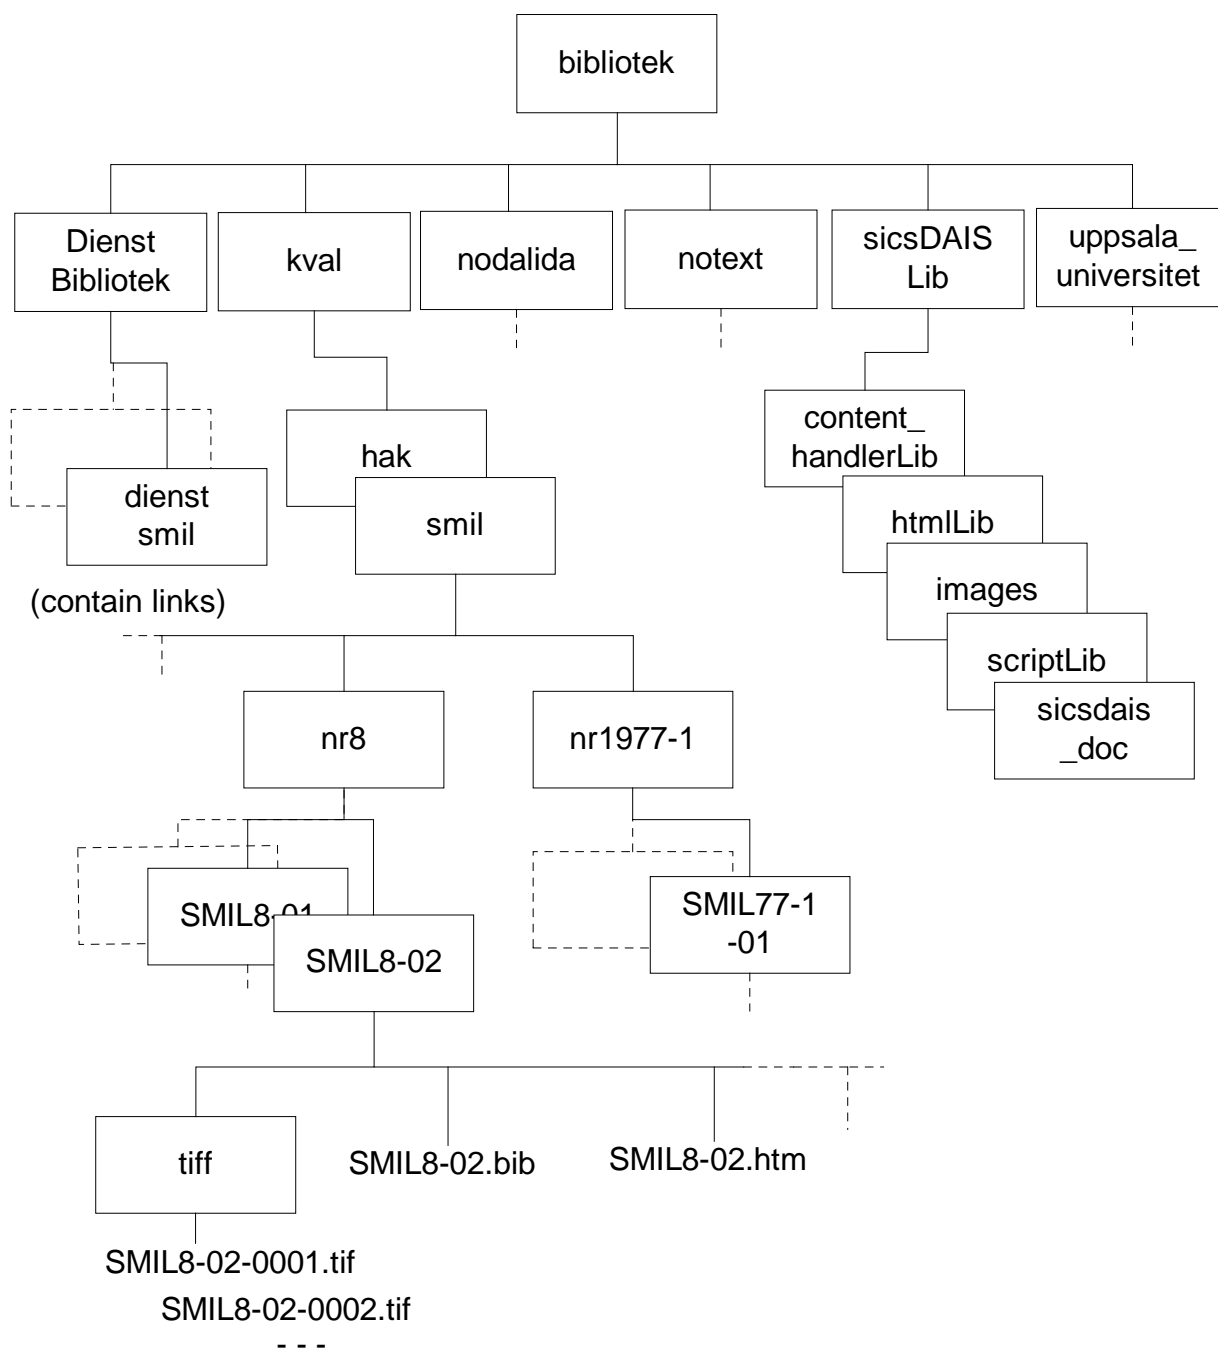 bibliotek
Dienst
Bibliotek
kval
nodalida
notext
sicsDAIS
Lib
uppsala_
universitet
hak
smil
content_
handlerLib
htmlLib
images
scriptLib
sicsdais
_doc
dienst
smil
(contain links)
nr8
nr1977-1
SMIL8-01
SMIL8-02
SMIL77-1
-01
tiff
SMIL8-02.bib
SMIL8-02.htm
SMIL8-02-0001.tif
SMIL8-02-0002.tif
- - -